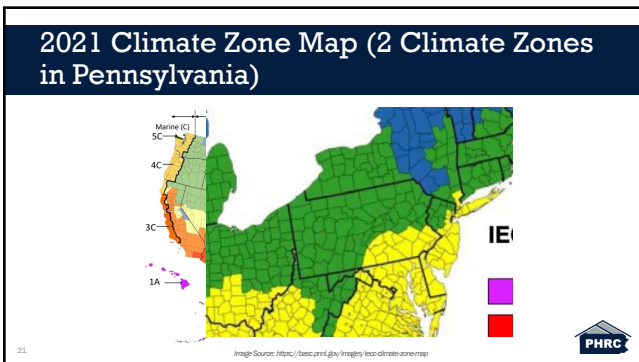 2021 Climate Zone Map (2 Climate Zones
in Pennsylvania)
Marine (C)
5C
4C
3C
1A
IE
21
Image Source: https://basc.pnnl.gov/images/iecc-climate-zone-map
PHRC